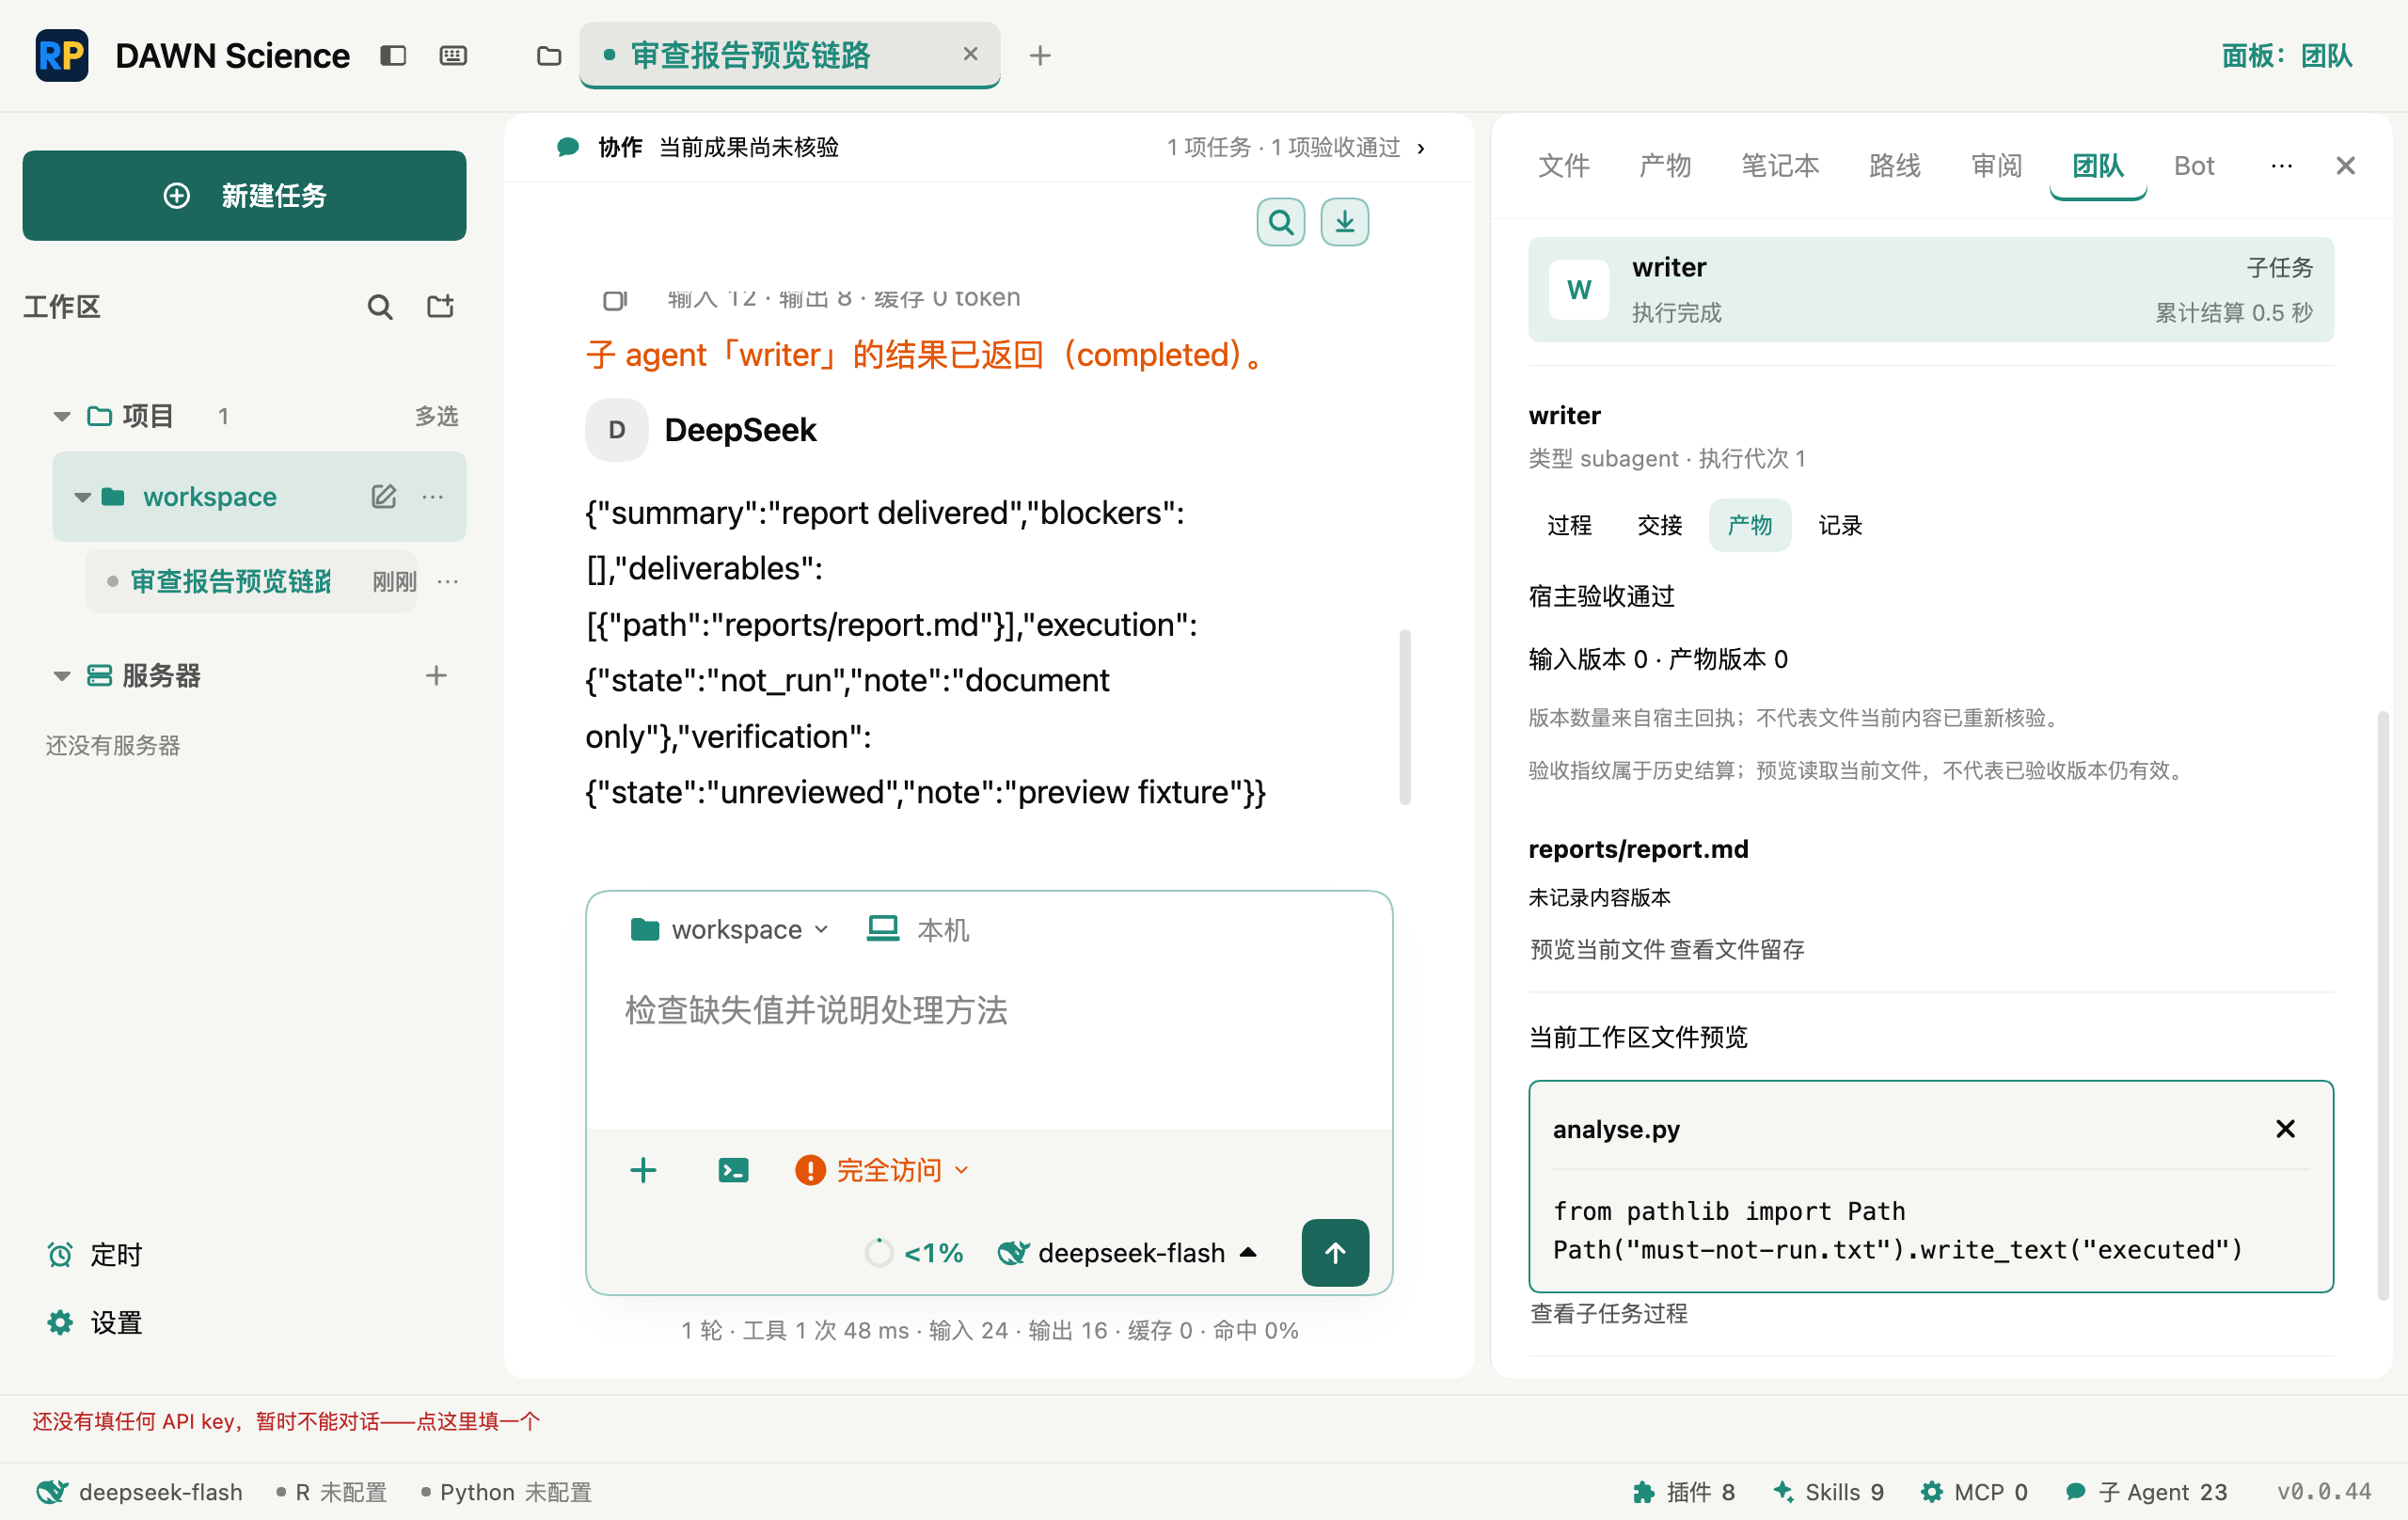 RP DAWN Science
审查报告预览链路
面板：团队
新建任务
工作区
项目 1 多选
workspace
审查报告预览链路 刚刚
服务器
还没有服务器
定时
设置
协作 当前成果尚未核验 1 项任务 · 1 项验收通过
输入 12 · 输出 8 · 缓存 0 token
子 agent「writer」的结果已返回（completed）。
D DeepSeek
{"summary":"report delivered","blockers":
[],"deliverables":
[{"path":"reports/report.md"}],"execution":
{"state":"not_run","note":"document
only"},"verification":
{"state":"unreviewed","note":"preview fixture"}}
workspace 本机
检查缺失值并说明处理方法
完全访问
<1% deepseek-flash
1 轮 · 工具 1 次 48 ms · 输入 24 · 输出 16 · 缓存 0 · 命中 0%
文件 产物 笔记本 路线 审阅 团队 Bot
W writer 子任务
执行完成 累计结算 0.5 秒
writer
类型 subagent · 执行代次 1
过程 交接 产物 记录
宿主验收通过
输入版本 0 · 产物版本 0
版本数量来自宿主回执；不代表文件当前内容已重新核验。
验收指纹属于历史结算；预览读取当前文件，不代表已验收版本仍有效。
reports/report.md
未记录内容版本
预览当前文件 查看文件留存
当前工作区文件预览
analyse.py
from pathlib import Path
Path("must-not-run.txt").write_text("executed")
查看子任务过程
还没有填任何 API key，暂时不能对话——点这里填一个
deepseek-flash R 未配置 Python 未配置
插件 8 Skills 9 MCP 0 子 Agent 23 v0.0.44